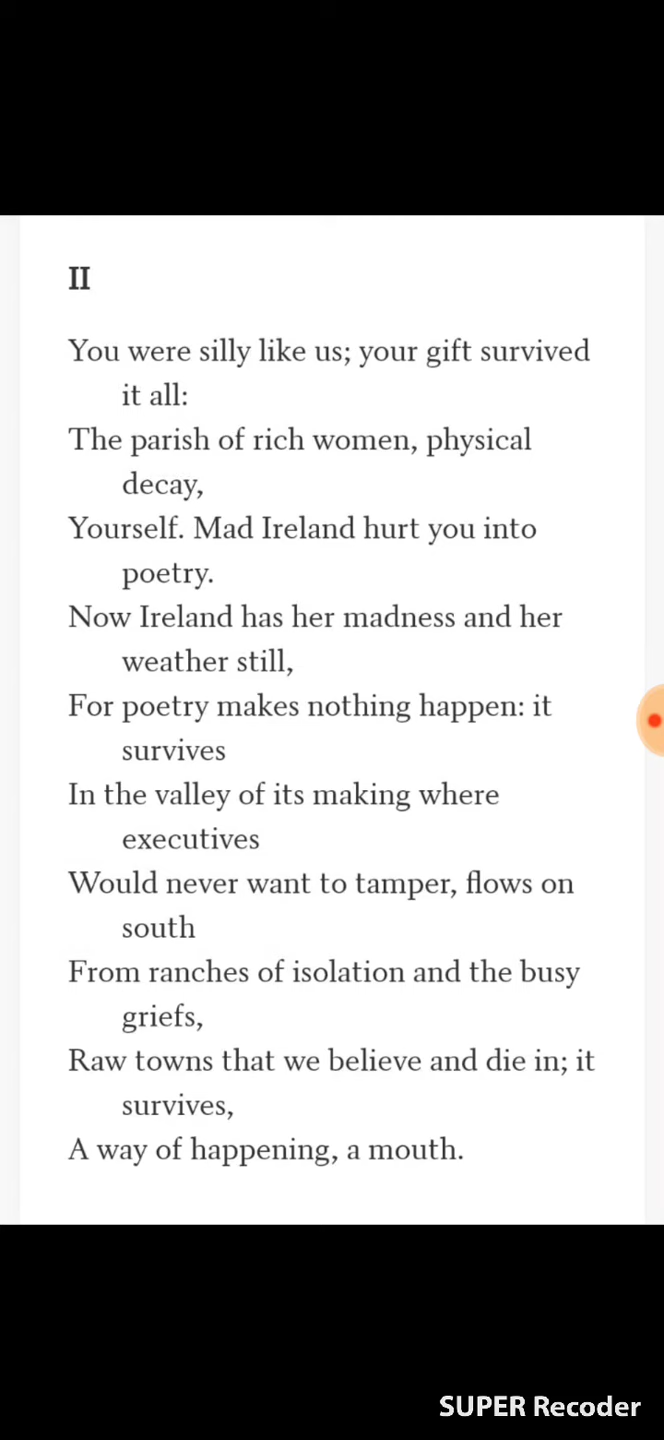 II
You were silly like us; your gift survived
it all:
The parish of rich women, physical
decay,
Yourself. Mad Ireland hurt you into
poetry.
Now Ireland has her madness and her
weather still,
For poetry makes nothing happen: it
survives
In the valley of its making where
executives
Would never want to tamper, flows on
south
From ranches of isolation and the busy
griefs,
Raw towns that we believe and die in; it
survives,
A way of happening, a mouth.
SUPER Recoder